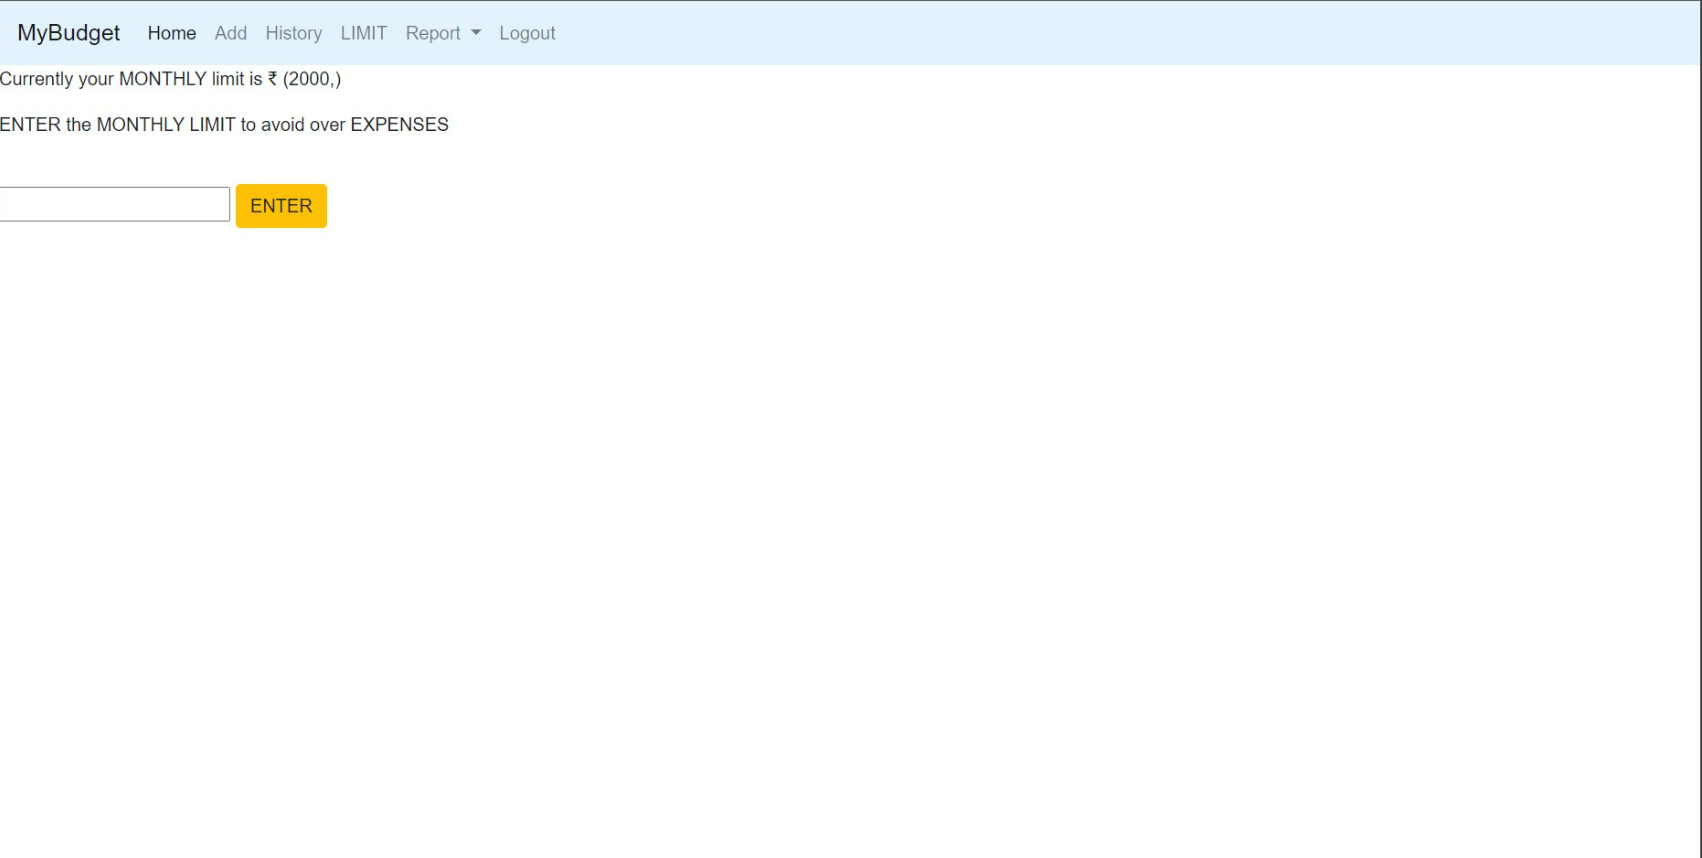 MyBudget Home Add History LIMIT Report Logout
Currently your MONTHLY limit is ₹ (2000,)
ENTER the MONTHLY LIMIT to avoid over EXPENSES
ENTER